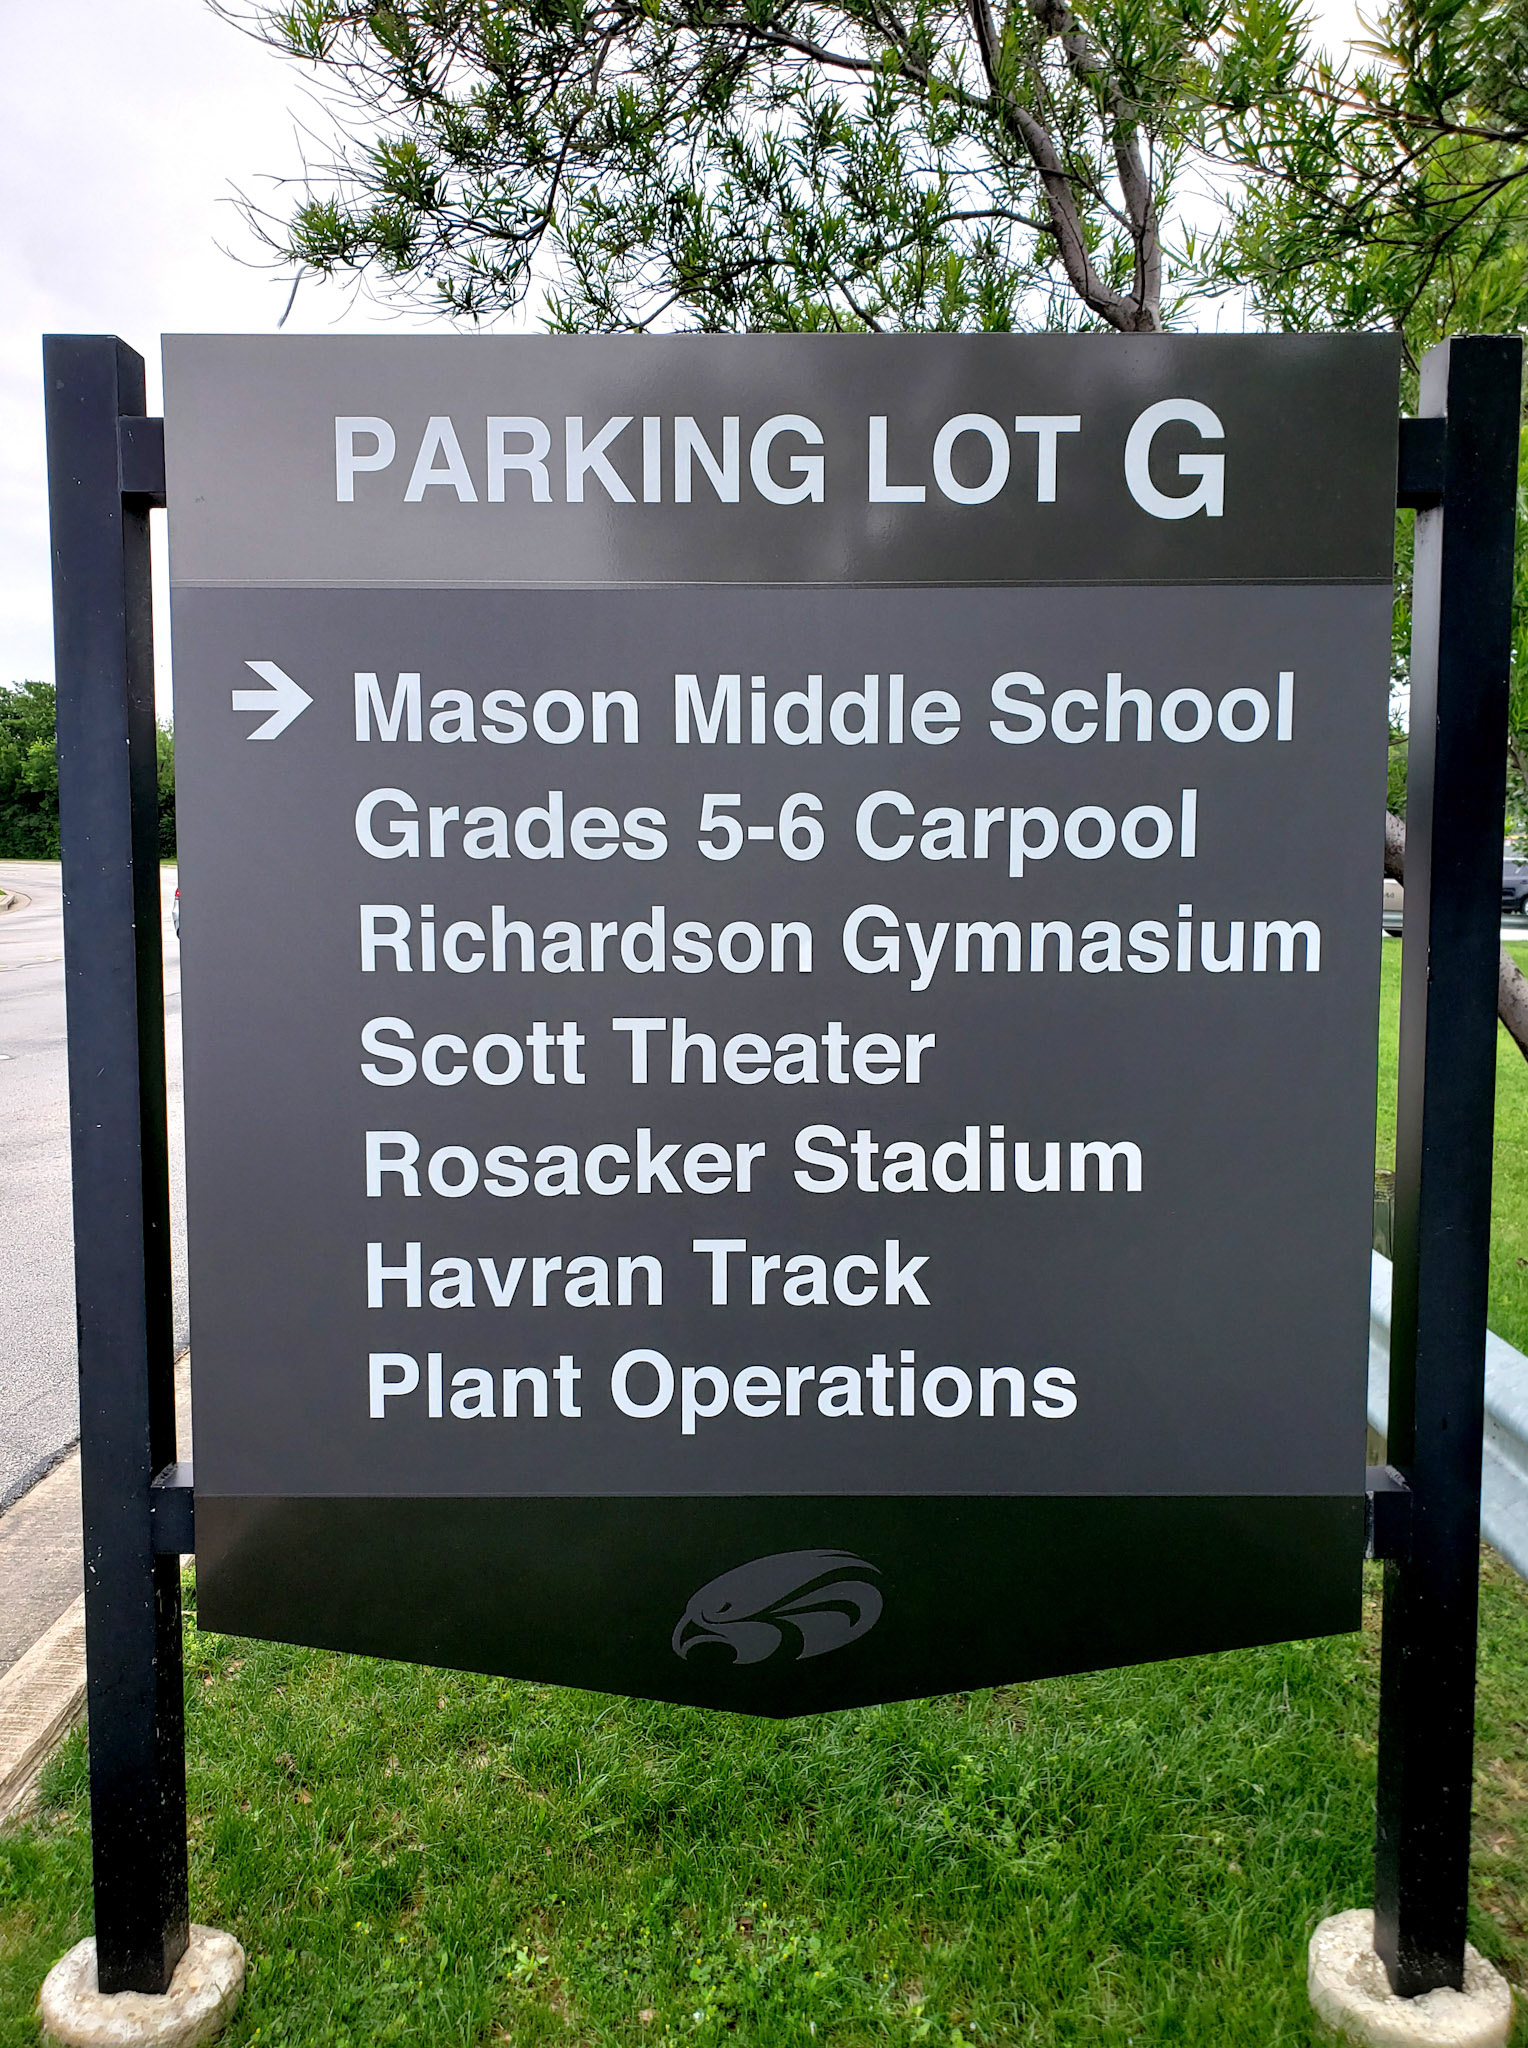 PARKING LOT G
→ Mason Middle School
Grades 5-6 Carpool
Richardson Gymnasium
Scott Theater
Rosacker Stadium
Havran Track
Plant Operations